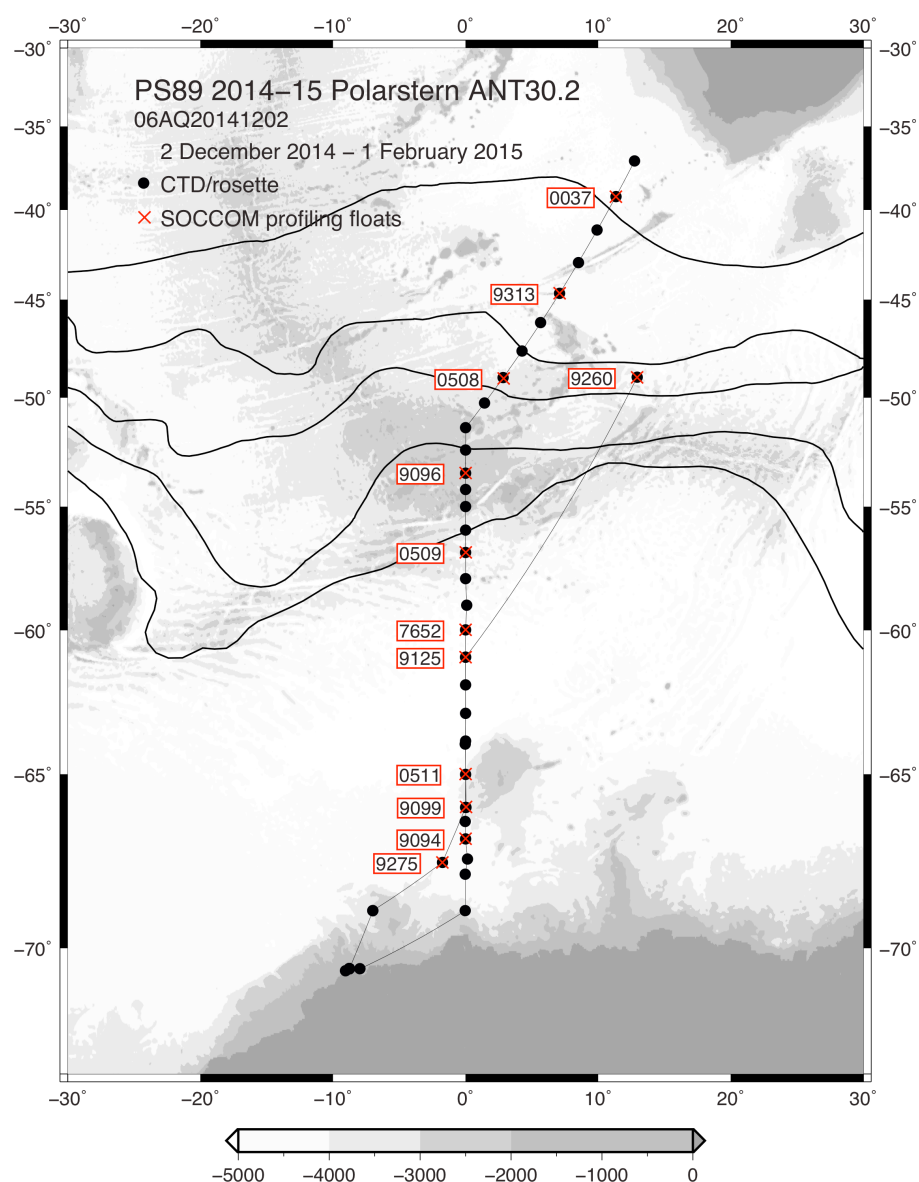 −30° −20° −10° 0° 10° 20° 30°
−30° −30°
PS89 2014−15 Polarstern ANT30.2
06AQ20141202
−35° −35°
2 December 2014 − 1 February 2015
CTD/rosette
0037
−40° −40°
SOCCOM profiling floats
9313
−45° −45°
0508 9260
−50° −50°
9096
−55° −55°
0509
7652
−60° −60°
9125
0511
−65° −65°
9099
9094
9275
−70° −70°
−30° −20° −10° 0° 10° 20° 30°
−5000 −4000 −3000 −2000 −1000 0